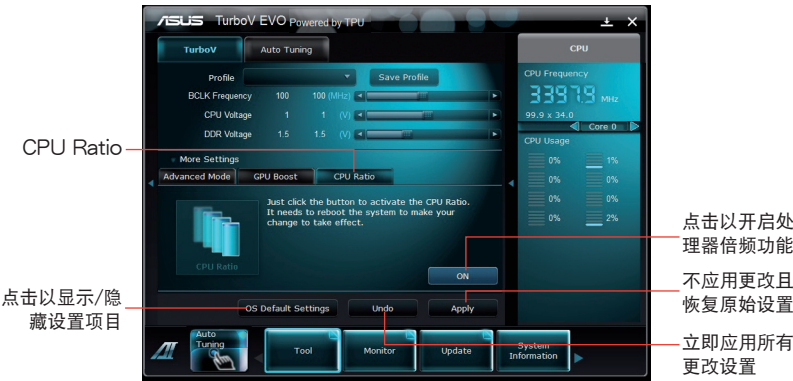 ASUS TurboV EVO Powered by TPU
TurboV
Auto Tuning
Profile
Save Profile
BCLK Frequency 100 100 (MHz)
CPU Voltage 1 1 (V)
DDR Voltage 1.5 1.5 (V)
More Settings
Advanced Mode
GPU Boost
CPU Ratio
Just click the button to activate the CPU Ratio.
It needs to reboot the system to make your
change to take effect.
CPU Ratio
ON
OS Default Settings
Undo
Apply
Auto
Tuning
Tool
Monitor
Update
System
Information
CPU
CPU Frequency
3397.9 MHz
99.9 x 34.0
Core 0
CPU Usage
0% 1%
0% 0%
0% 0%
0% 2%
CPU Ratio
点击以显示/隐
藏设置项目
点击以开启处
理器倍频功能
不应用更改且
恢复原始设置
立即应用所有
更改设置